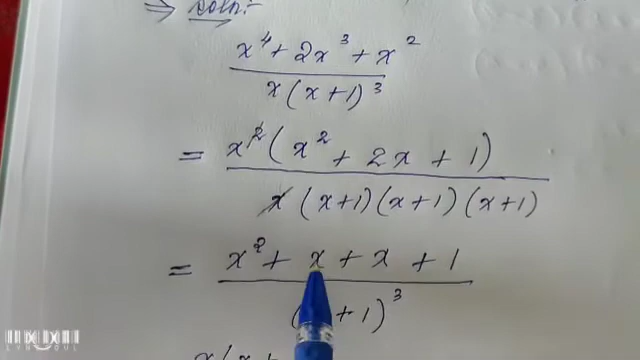 ⇒ Soln:-
x⁴ + 2x³ + x²
x(x+1)³
= x²(x² + 2x + 1)
x(x+1)(x+1)(x+1)
= x² + x + x + 1
( +1)³